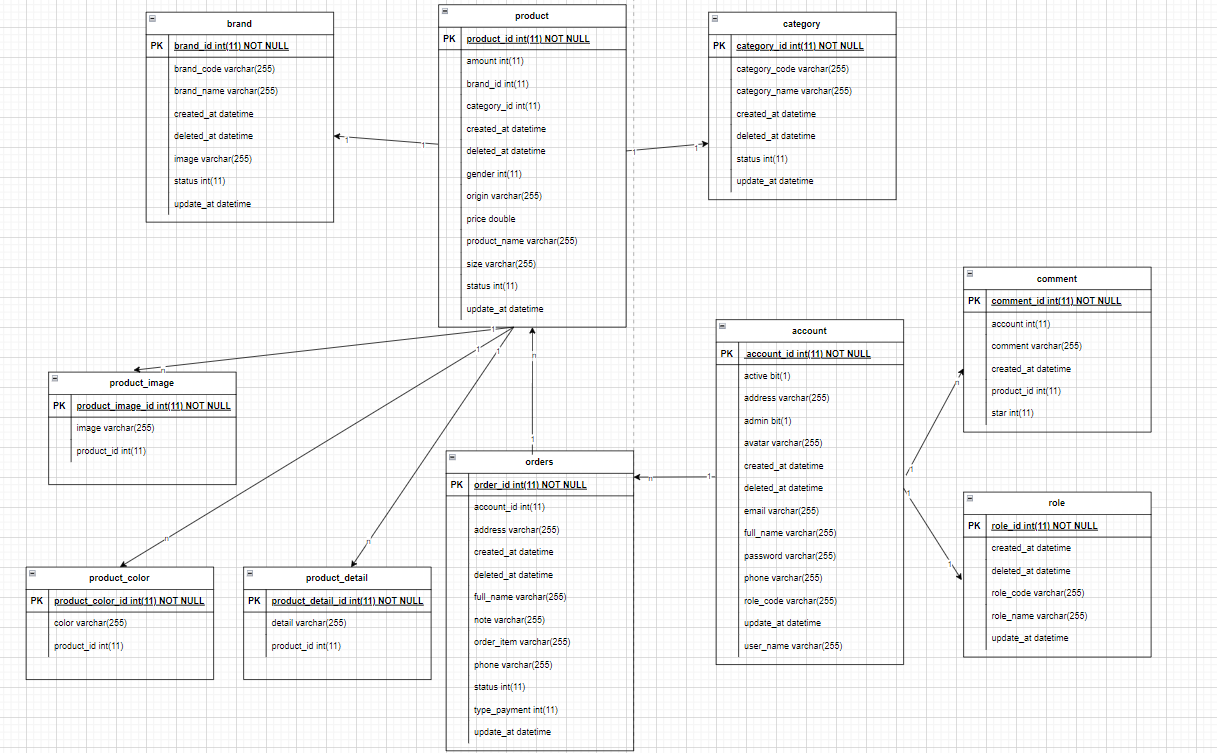 brand
PK brand_id int(11) NOT NULL
brand_code varchar(255)
brand_name varchar(255)
created_at datetime
deleted_at datetime
image varchar(255)
status int(11)
update_at datetime
product
PK product_id int(11) NOT NULL
amount int(11)
brand_id int(11)
category_id int(11)
created_at datetime
deleted_at datetime
gender int(11)
origin varchar(255)
price double
product_name varchar(255)
size varchar(255)
status int(11)
update_at datetime
category
PK category_id int(11) NOT NULL
category_code varchar(255)
category_name varchar(255)
created_at datetime
deleted_at datetime
status int(11)
update_at datetime
1
1
1
1
product_image
PK product_image_id int(11) NOT NULL
image varchar(255)
product_id int(11)
1
n
1
n
1
n
n
1
product_color
PK product_color_id int(11) NOT NULL
color varchar(255)
product_id int(11)
product_detail
PK product_detail_id int(11) NOT NULL
detail varchar(255)
product_id int(11)
orders
PK order_id int(11) NOT NULL
account_id int(11)
address varchar(255)
created_at datetime
deleted_at datetime
full_name varchar(255)
note varchar(255)
order_item varchar(255)
phone varchar(255)
status int(11)
type_payment int(11)
update_at datetime
n
1
account
PK account_id int(11) NOT NULL
active bit(1)
address varchar(255)
admin bit(1)
avatar varchar(255)
created_at datetime
deleted_at datetime
email varchar(255)
full_name varchar(255)
password varchar(255)
phone varchar(255)
role_code varchar(255)
update_at datetime
user_name varchar(255)
n
1
1
1
comment
PK comment_id int(11) NOT NULL
account int(11)
comment varchar(255)
created_at datetime
product_id int(11)
star int(11)
role
PK role_id int(11) NOT NULL
created_at datetime
deleted_at datetime
role_code varchar(255)
role_name varchar(255)
update_at datetime